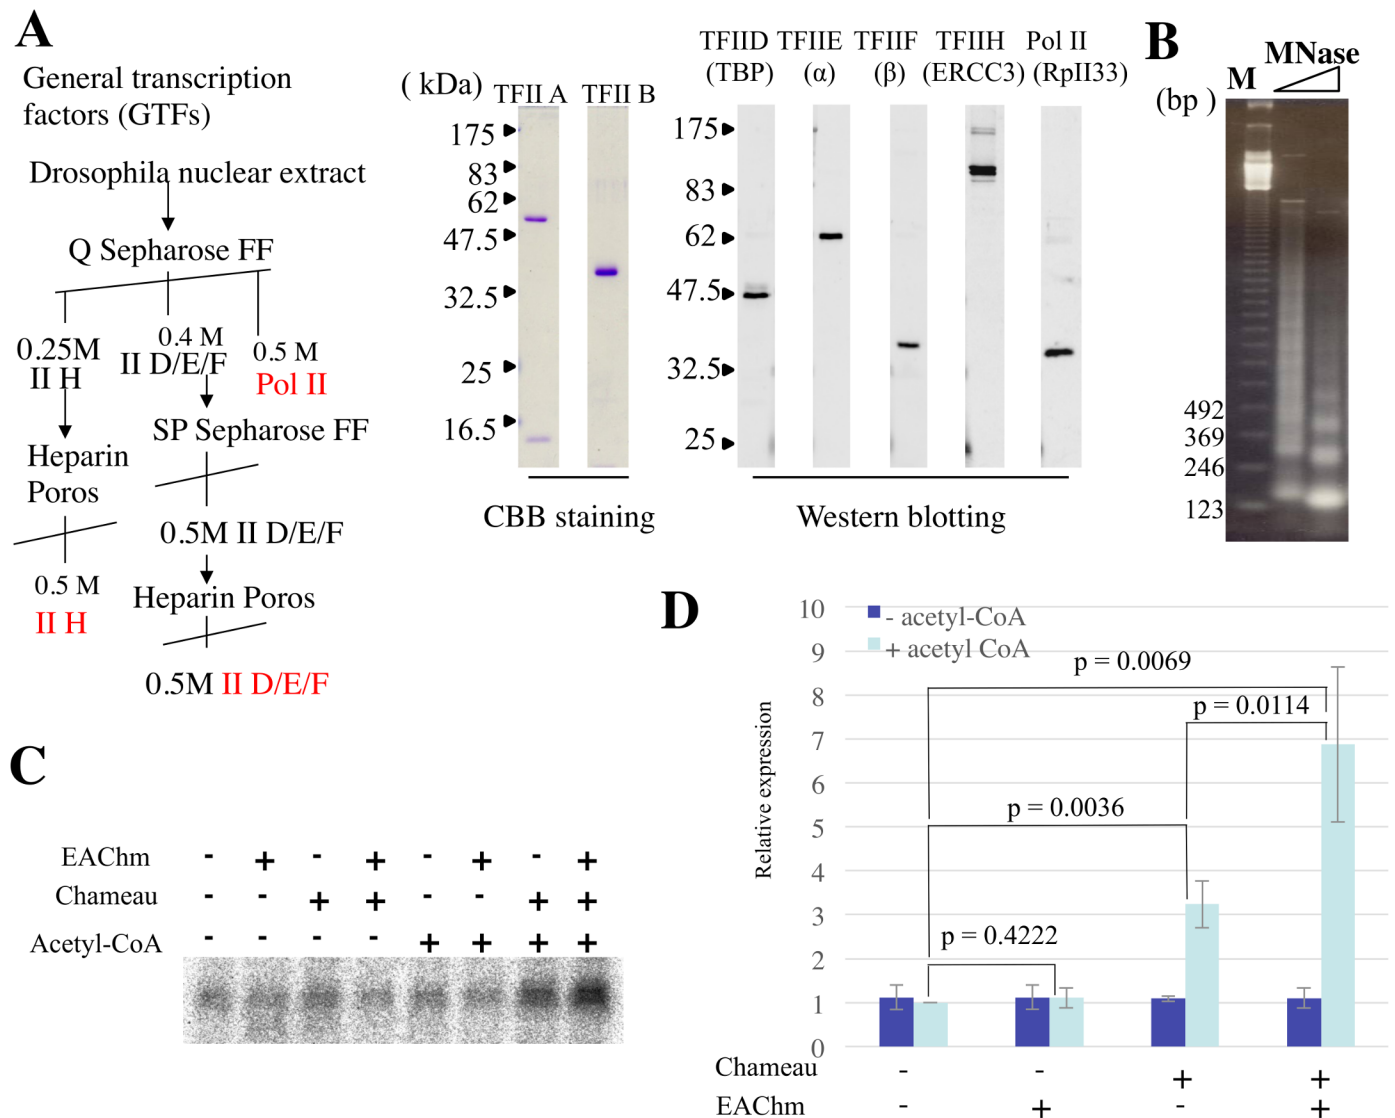 A
General transcription
factors (GTFs)
Drosophila nuclear extract
Q Sepharose FF
0.25M
II H
0.4 M
II D/E/F
0.5 M
Pol II
Heparin
Poros
SP Sepharose FF
0.5M II D/E/F
0.5 M
II H
Heparin Poros
0.5M II D/E/F
( kDa)
TFII A TFII B
175
83
62
47.5
32.5
25
16.5
CBB staining
TFIID TFIIE TFIIF TFIIH Pol II
(TBP) (α) (β) (ERCC3) (RpII33)
175
83
62
47.5
32.5
25
Western blotting
B
MNase
M
(bp )
492
369
246
123
C
EAChm - + - + - + - +
Chameau - - + + - - + +
Acetyl-CoA - - - - + + + +
D
- acetyl-CoA
+ acetyl CoA
Relative expression
10
9
8
7
6
5
4
3
2
1
0
p = 0.0069
p = 0.0114
p = 0.0036
p = 0.4222
Chameau - - + +
EAChm - + - +